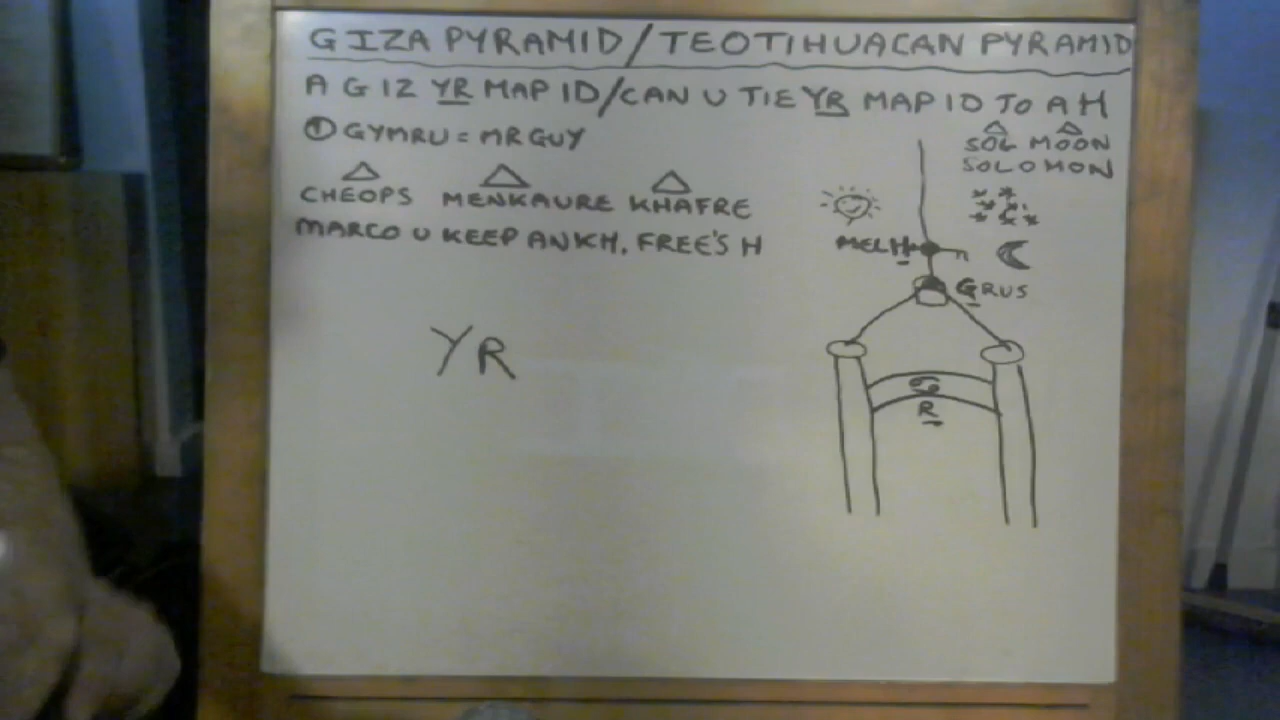 GIZA PYRAMID/TEOTIHUACAN PYRAMID
A GIZ YR MAP ID/CAN U TIE YR MAP ID TO A H
① GYMRU = MR GUY
CHEOPS MENKAURE KHAFRE
MARCO U KEEP ANKH. FREE'S H
SOL MOON
SOLOMON
MELH
GRUS
YR
♋
R